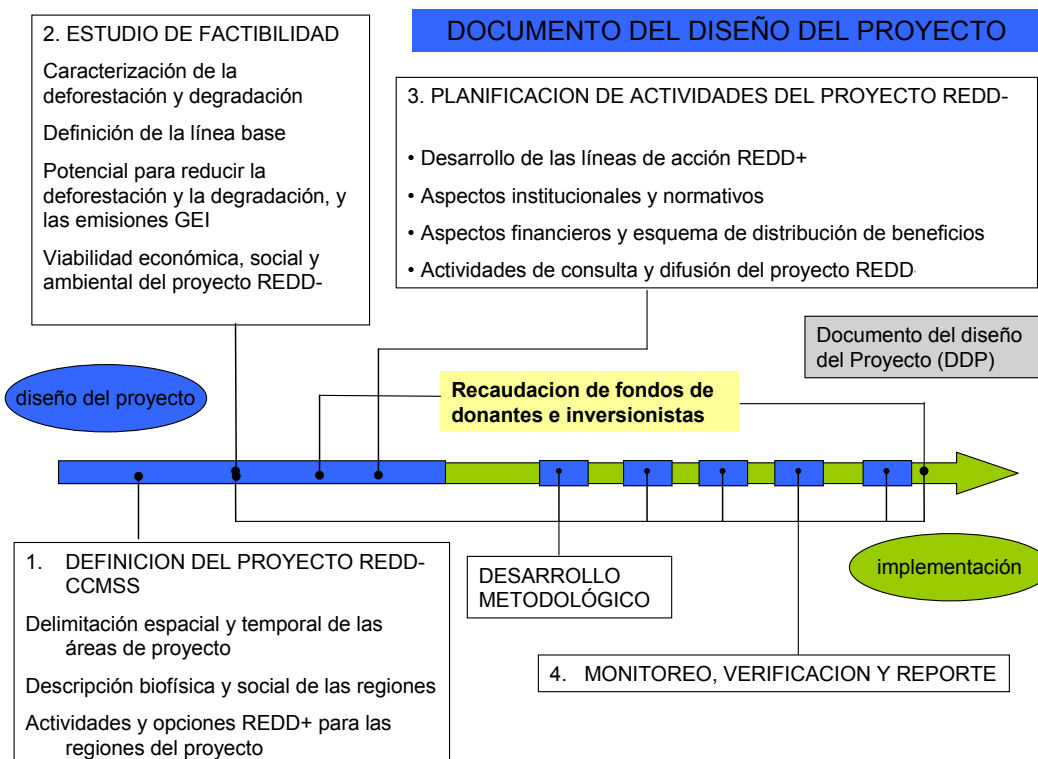 DOCUMENTO DEL DISEÑO DEL PROYECTO
2. ESTUDIO DE FACTIBILIDAD
Caracterización de la
deforestación y degradación
Definición de la línea base
Potencial para reducir la
deforestación y la degradación, y
las emisiones GEI
Viabilidad económica, social y
ambiental del proyecto REDD-
3. PLANIFICACION DE ACTIVIDADES DEL PROYECTO REDD-
• Desarrollo de las líneas de acción REDD+
• Aspectos institucionales y normativos
• Aspectos financieros y esquema de distribución de beneficios
• Actividades de consulta y difusión del proyecto REDD-
Documento del diseño
del Proyecto (DDP)
diseño del proyecto
Recaudacion de fondos de
donantes e inversionistas
1. DEFINICION DEL PROYECTO REDD-
CCMSS
Delimitación espacial y temporal de las
áreas de proyecto
Descripción biofísica y social de las regiones
Actividades y opciones REDD+ para las
regiones del proyecto
DESARROLLO
METODOLÓGICO
implementación
4. MONITOREO, VERIFICACION Y REPORTE